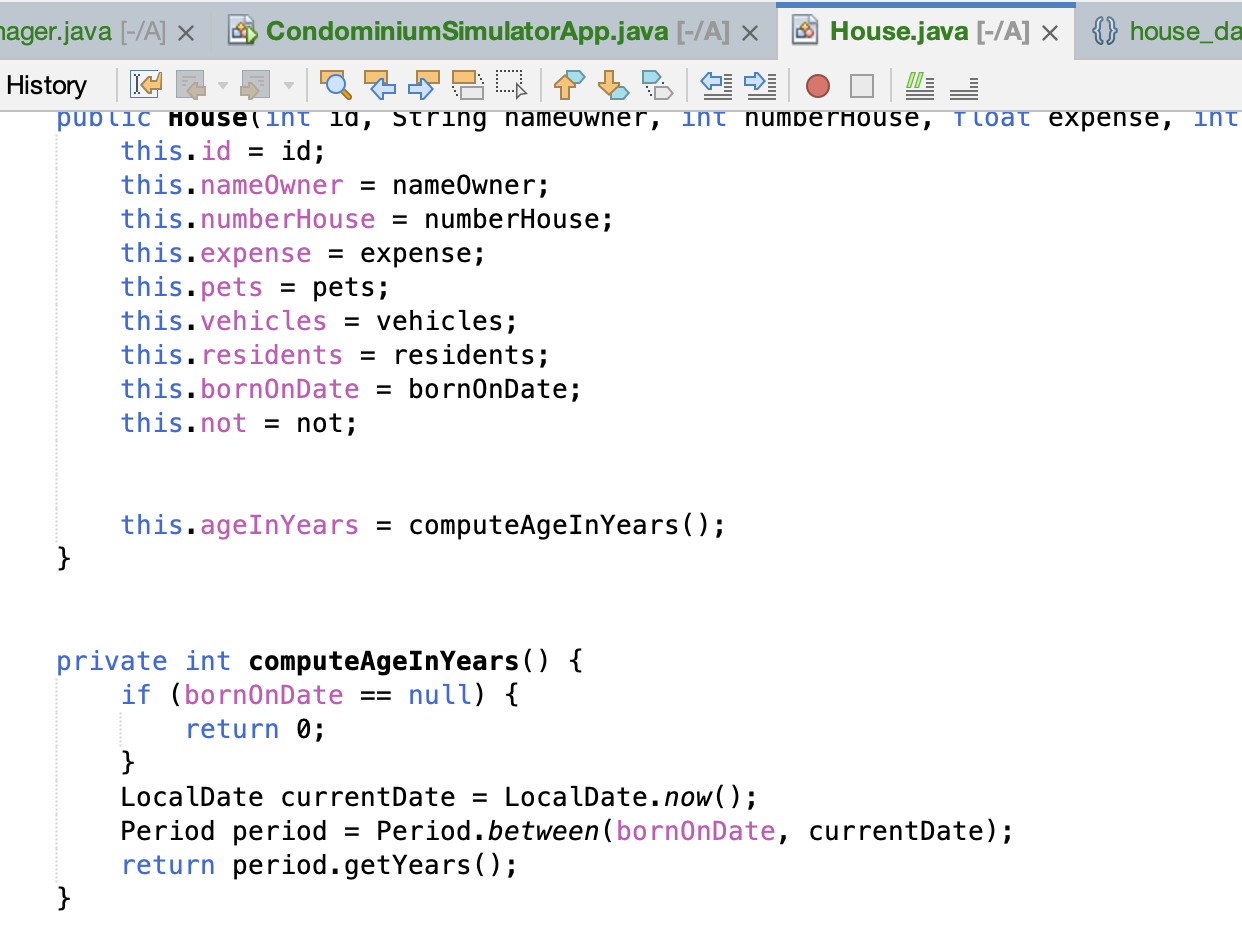 nager.java [-/A]
CondominiumSimulatorApp.java [-/A]
House.java [-/A]
house_da
History
public House(int id, String nameOwner, int numberHouse, float expense, int
this.id = id;
this.nameOwner = nameOwner;
this.numberHouse = numberHouse;
this.expense = expense;
this.pets = pets;
this.vehicles = vehicles;
this.residents = residents;
this.bornOnDate = bornOnDate;
this.not = not;
this.ageInYears = computeAgeInYears();
}
private int computeAgeInYears() {
if (bornOnDate == null) {
return 0;
}
LocalDate currentDate = LocalDate.now();
Period period = Period.between(bornOnDate, currentDate);
return period.getYears();
}